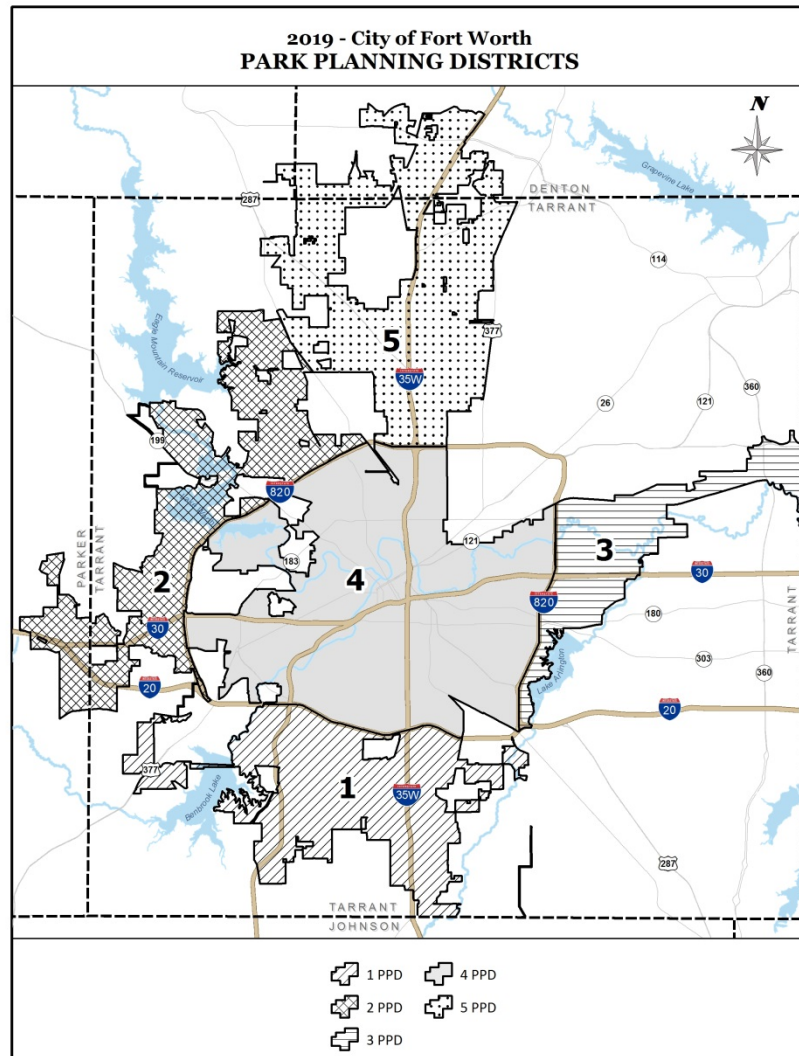 2019 - City of Fort Worth
PARK PLANNING DISTRICTS
N
Grapevine Lake
287
DENTON
TARRANT
114
Eagle Mountain Reservoir
5
377
35W
360
121
26
199
820
3
121
183
PARKER
TARRANT
2
4
30
820
180
30
TARRANT
303
360
20
Lake Arlington
20
377
Benbrook Lake
1
35W
287
TARRANT
JOHNSON
1 PPD
4 PPD
2 PPD
5 PPD
3 PPD